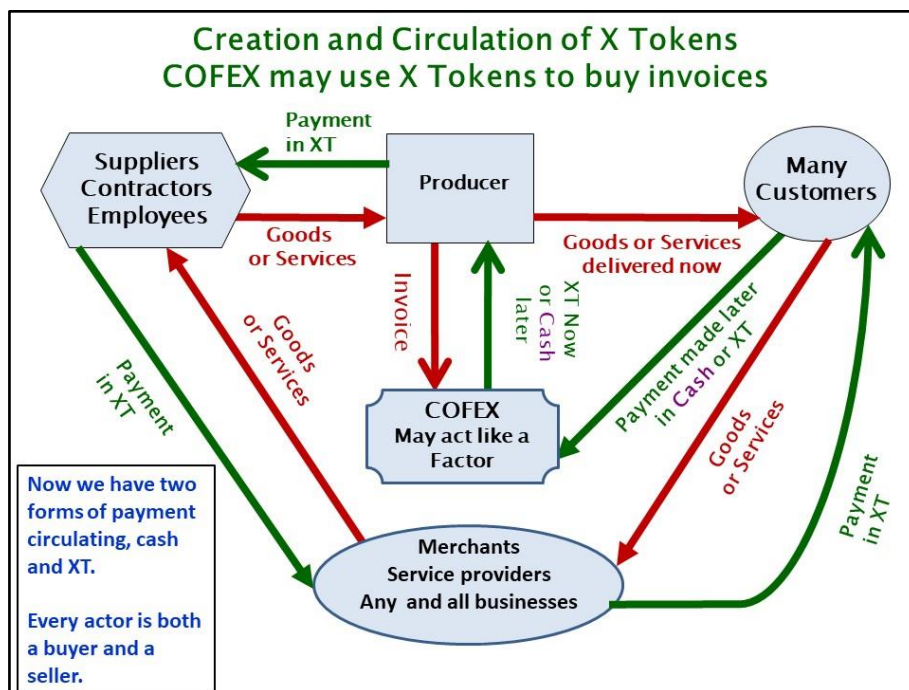 Creation and Circulation of X Tokens
COFEX may use X Tokens to buy invoices
Payment
in XT
Suppliers
Contractors
Employees
Producer
Many
Customers
Goods
or Services
Goods or Services
delivered now
Invoice
XT Now
or Cash
later
Payment made later
in Cash or XT
Goods
or Services
Goods
or Services
Payment
in XT
COFEX
May act like a
Factor
Payment
in XT
Merchants
Service providers
Any and all businesses
Now we have two
forms of payment
circulating, cash
and XT.
Every actor is both
a buyer and a
seller.